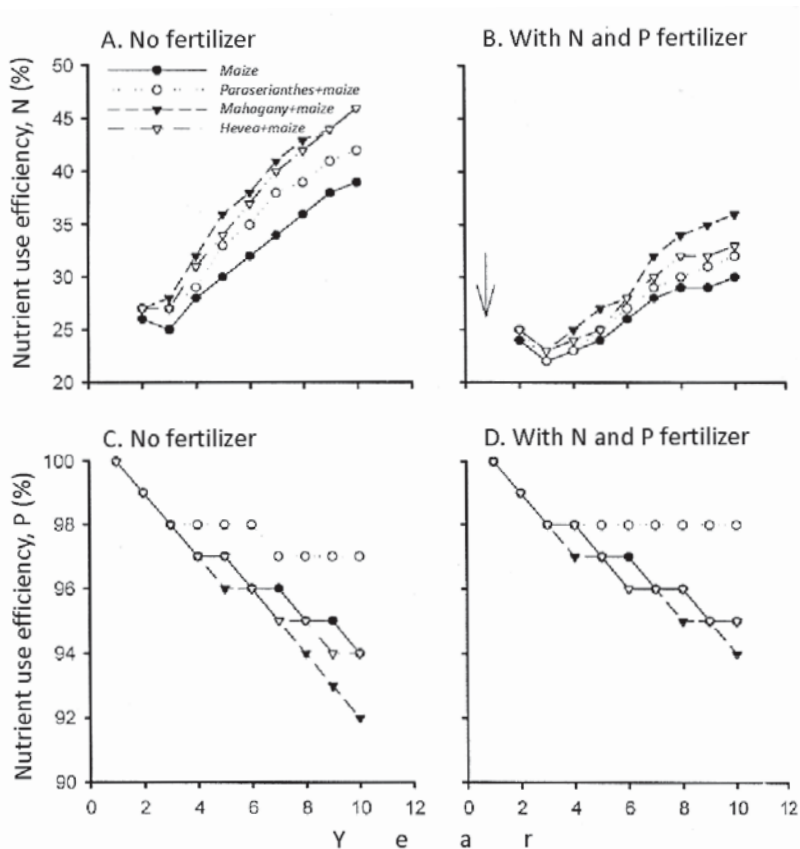 A. No fertilizer
B. With N and P fertilizer
Nutrient use efficiency, N (%)
50
45
40
35
30
25
20
Maize
Paraserianthes+maize
Mahogany+maize
Hevea+maize
C. No fertilizer
D. With N and P fertilizer
Nutrient use efficiency, P (%)
100
98
96
94
92
90
0 2 4 6 8 10 12
0 2 4 6 8 10 12
Y e a r